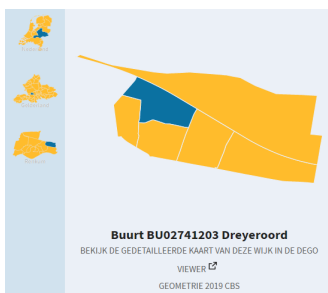 Buurt BU02741203 Dreyeroord
BEKIJK DE GEDETAILLEERDE KAART VAN DEZE WIJK IN DE DEGO
VIEWER
GEOMETRIE 2019 CBS